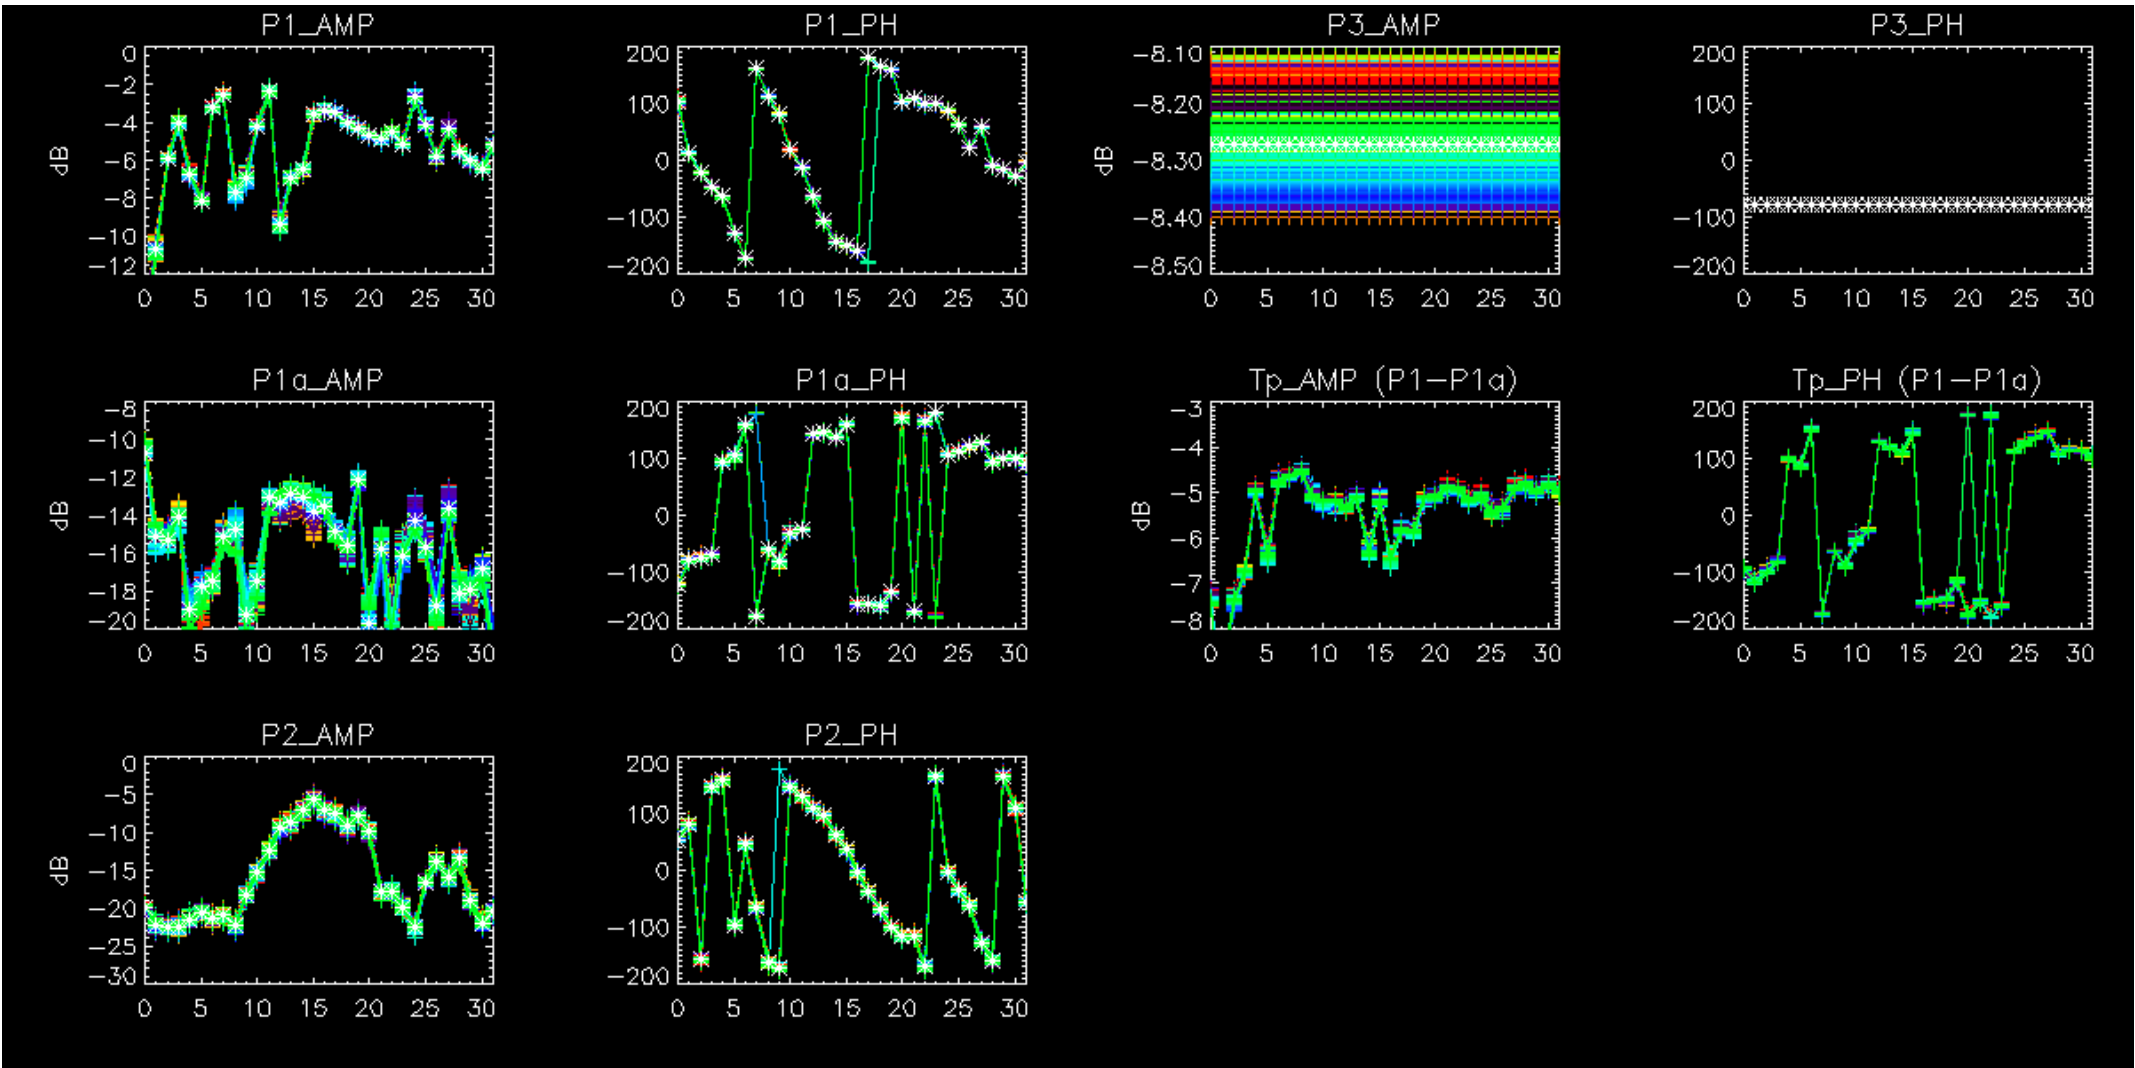 P1_AMP
P1_PH
P3_AMP
P3_PH
0
−2
−4
−6
−8
−10
−12
dB
0 5 10 15 20 25 30
200
100
0
−100
−200
0 5 10 15 20 25 30
−8.10
−8.20
−8.30
−8.40
−8.50
dB
0 5 10 15 20 25 30
200
100
0
−100
−200
0 5 10 15 20 25 30
P1a_AMP
P1a_PH
Tp_AMP (P1−P1a)
Tp_PH (P1−P1a)
−8
−10
−12
−14
−16
−18
−20
dB
0 5 10 15 20 25 30
200
100
0
−100
−200
0 5 10 15 20 25 30
−3
−4
−5
−6
−7
−8
dB
0 5 10 15 20 25 30
200
100
0
−100
−200
0 5 10 15 20 25 30
P2_AMP
P2_PH
0
−5
−10
−15
−20
−25
−30
dB
0 5 10 15 20 25 30
200
100
0
−100
−200
0 5 10 15 20 25 30